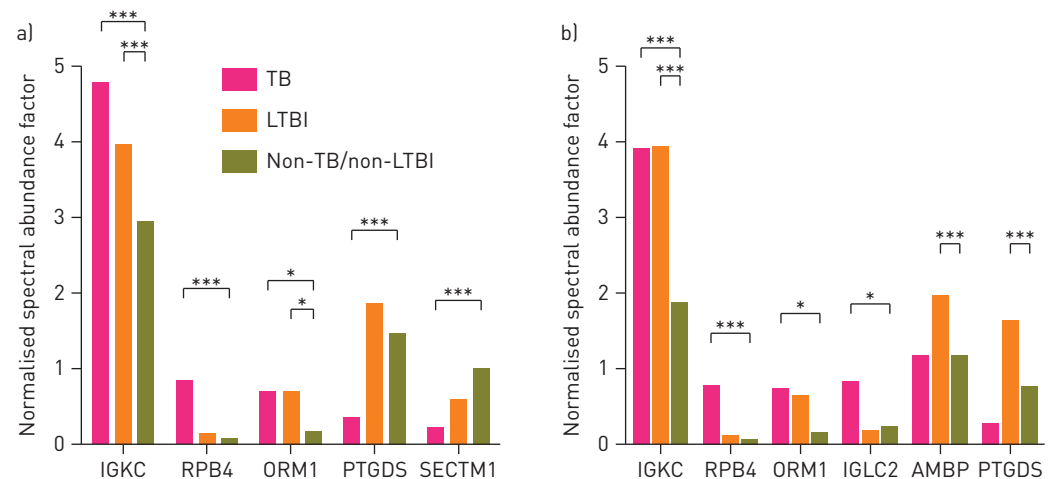 a)
Normalised spectral abundance factor
5
4
3
2
1
0
***
***
***
*
*
***
***
TB
LTBI
Non-TB/non-LTBI
IGKC RPB4 ORM1 PTGDS SECTM1
b)
Normalised spectral abundance factor
5
4
3
2
1
0
***
***
***
*
*
***
***
IGKC RPB4 ORM1 IGLC2 AMBP PTGDS